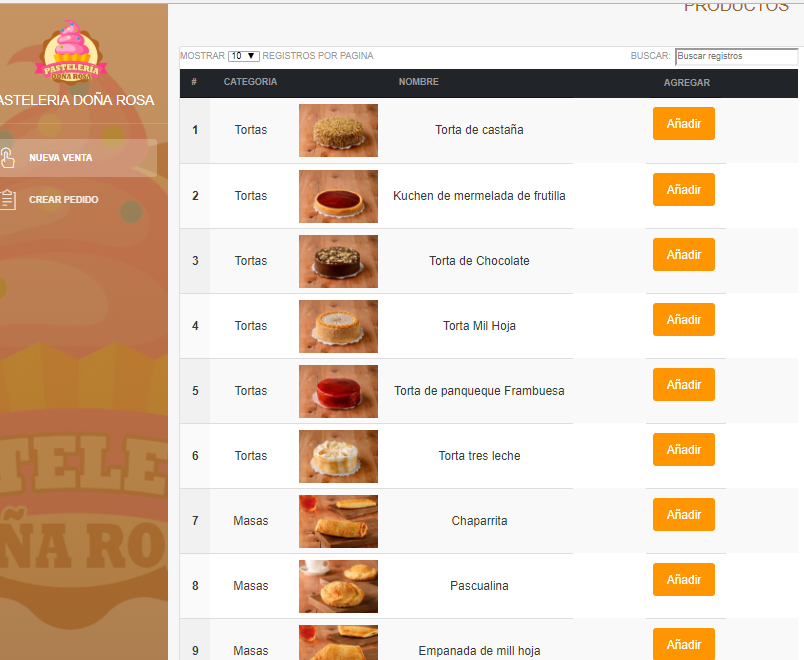 PRODUCTOS
PASTELERIA
DOÑA ROSA
ASTELERIA DOÑA ROSA
NUEVA VENTA
CREAR PEDIDO
ASTELE
ÑA RO
MOSTRAR 10 REGISTROS POR PAGINA
BUSCAR: Buscar registros
# CATEGORIA NOMBRE AGREGAR
1 Tortas Torta de castaña Añadir
2 Tortas Kuchen de mermelada de frutilla Añadir
3 Tortas Torta de Chocolate Añadir
4 Tortas Torta Mil Hoja Añadir
5 Tortas Torta de panqueque Frambuesa Añadir
6 Tortas Torta tres leche Añadir
7 Masas Chaparrita Añadir
8 Masas Pascualina Añadir
9 Masas Empanada de mill hoja Añadir